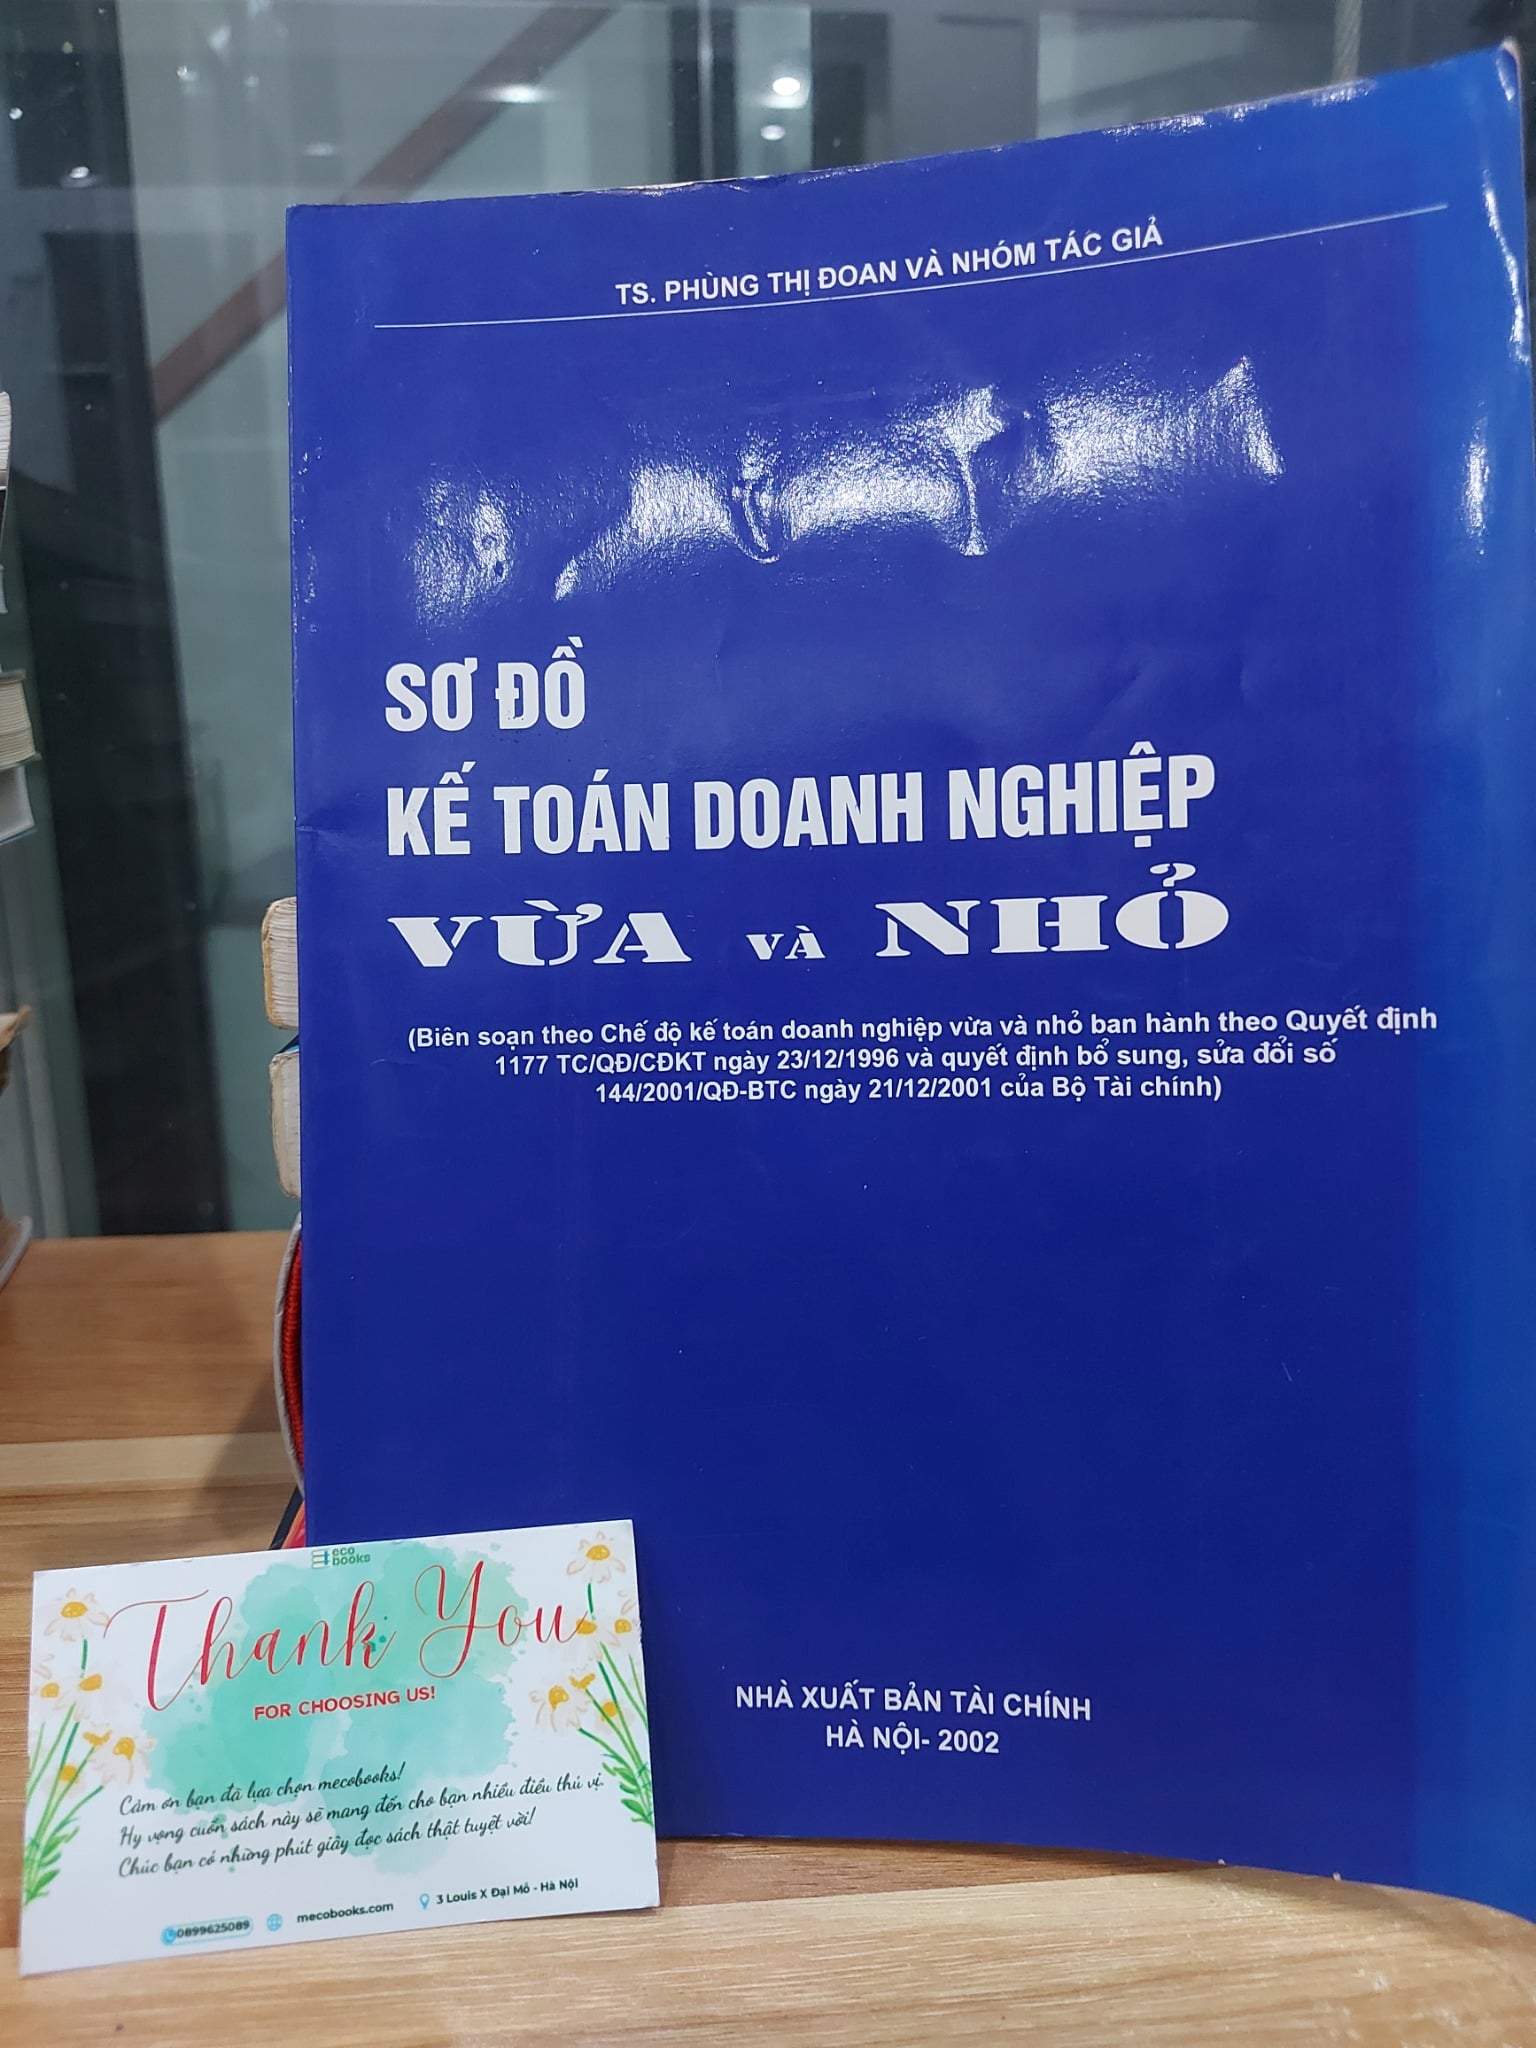 TS. PHÙNG THỊ ĐOAN VÀ NHÓM TÁC GIẢ
SƠ ĐỒ
KẾ TOÁN DOANH NGHIỆP
VỪA VÀ NHỎ
(Biên soạn theo Chế độ kế toán doanh nghiệp vừa và nhỏ ban hành theo Quyết định
1177 TC/QĐ/CĐKT ngày 23/12/1996 và quyết định bổ sung, sửa đổi số
144/2001/QĐ-BTC ngày 21/12/2001 của Bộ Tài chính)
NHÀ XUẤT BẢN TÀI CHÍNH
HÀ NỘI- 2002
eco
books
Thank You
FOR CHOOSING US!
Cảm ơn bạn đã lựa chọn mecobooks!
Hy vọng cuốn sách này sẽ mang đến cho bạn nhiều điều thú vị.
Chúc bạn có những phút giây đọc sách thật tuyệt vời!
0899625089 mecobooks.com 3 Louis X Đại Mỗ - Hà Nội